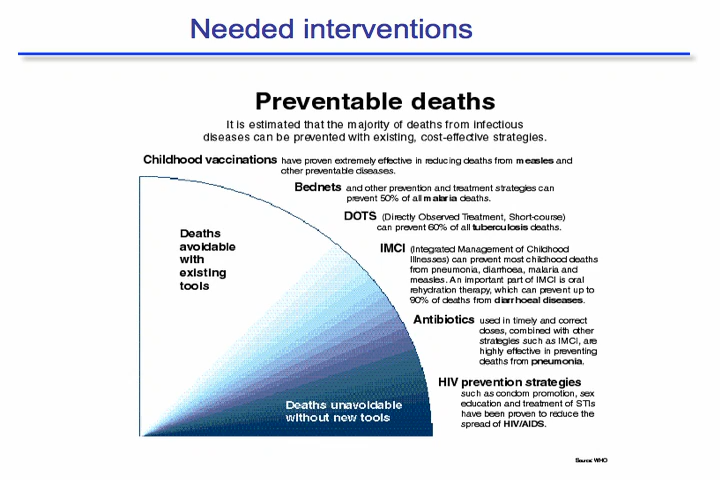 Needed interventions
Preventable deaths
It is estimated that the majority of deaths from infectious
diseases can be prevented with existing, cost-effective strategies.
Childhood vaccinations have proven extremely effective in reducing deaths from measles and
other preventable diseases.
Bednets and other prevention and treatment strategies can
prevent 50% of all malaria deaths.
DOTS (Directly Observed Treatment, Short-course)
can prevent 60% of all tuberculosis deaths.
Deaths
avoidable
with
existing
tools
IMCI (Integrated Management of Childhood
Illnesses) can prevent most childhood deaths
from pneumonia, diarrhoea, malaria and
measles. An important part of IMCI is oral
rehydration therapy, which can prevent up to
90% of deaths from diarrhoeal diseases.
Antibiotics used in timely and correct
doses, combined with other
strategies such as IMCI, are
highly effective in preventing
deaths from pneumonia.
HIV prevention strategies
such as condom promotion, sex
education and treatment of STIs
have been proven to reduce the
spread of HIV/AIDS.
Deaths unavoidable
without new tools
Source: WHO